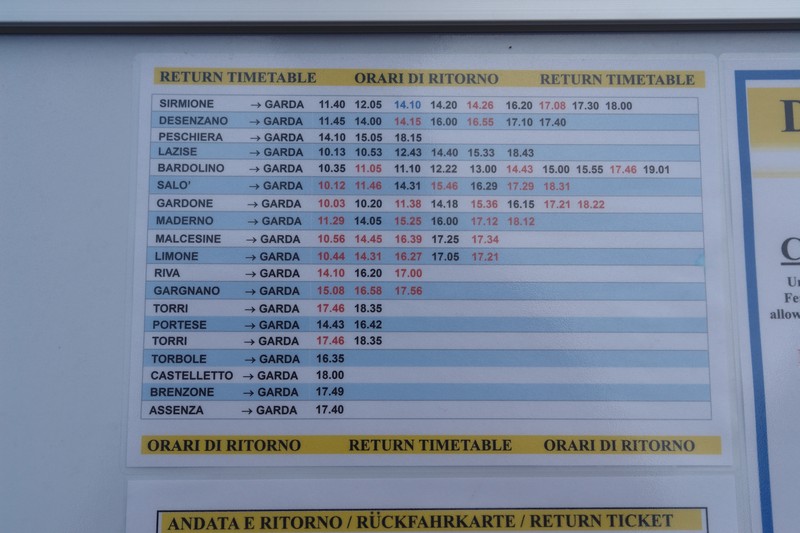 RETURN TIMETABLE ORARI DI RITORNO RETURN TIMETABLE
SIRMIONE → GARDA 11.40 12.05 14.10 14.20 14.26 16.20 17.08 17.30 18.00
DESENZANO → GARDA 11.45 14.00 14.15 16.00 16.55 17.10 17.40
PESCHIERA → GARDA 14.10 15.05 18.15
LAZISE → GARDA 10.13 10.53 12.43 14.40 15.33 18.43
BARDOLINO → GARDA 10.35 11.05 11.10 12.22 13.00 14.43 15.00 15.55 17.46 19.01
SALO' → GARDA 10.12 11.46 14.31 15.46 16.29 17.29 18.31
GARDONE → GARDA 10.03 10.20 11.38 14.18 15.36 16.15 17.21 18.22
MADERNO → GARDA 11.29 14.05 15.25 16.00 17.12 18.12
MALCESINE → GARDA 10.56 14.45 16.39 17.25 17.34
LIMONE → GARDA 10.44 14.31 16.27 17.05 17.21
RIVA → GARDA 14.10 16.20 17.00
GARGNANO → GARDA 15.08 16.58 17.56
TORRI → GARDA 17.46 18.35
PORTESE → GARDA 14.43 16.42
TORRI → GARDA 17.46 18.35
TORBOLE → GARDA 16.35
CASTELLETTO → GARDA 18.00
BRENZONE → GARDA 17.49
ASSENZA → GARDA 17.40
ORARI DI RITORNO RETURN TIMETABLE ORARI DI RITORNO
ANDATA E RITORNO / RÜCKFAHRKARTE / RETURN TICKET